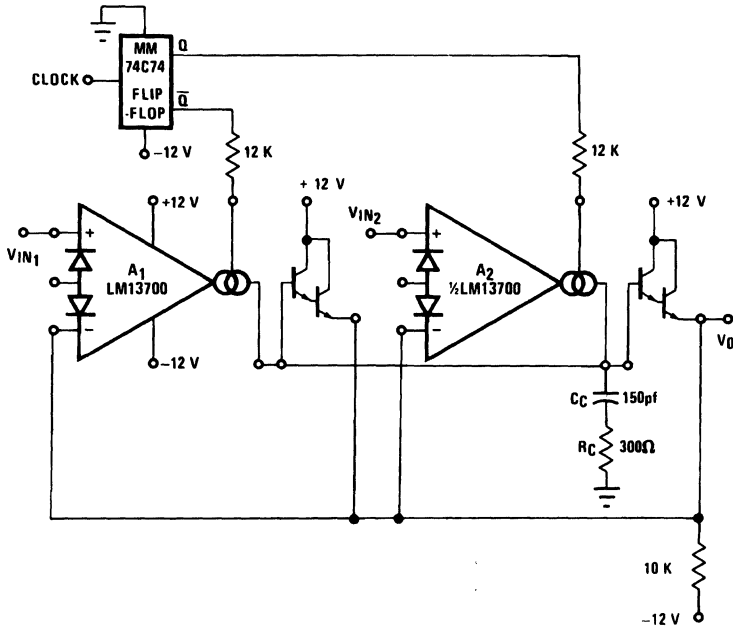 MM
74C74
FLIP
-FLOP
Q
Q̅
CLOCK
-12 V
12 K
12 K
+12 V
+ 12 V
+12 V
VIN1
+
-
A1
LM13700
-12 V
VIN2
+
-
A2
½LM13700
VO
CC
150pf
RC
300Ω
10 K
-12 V